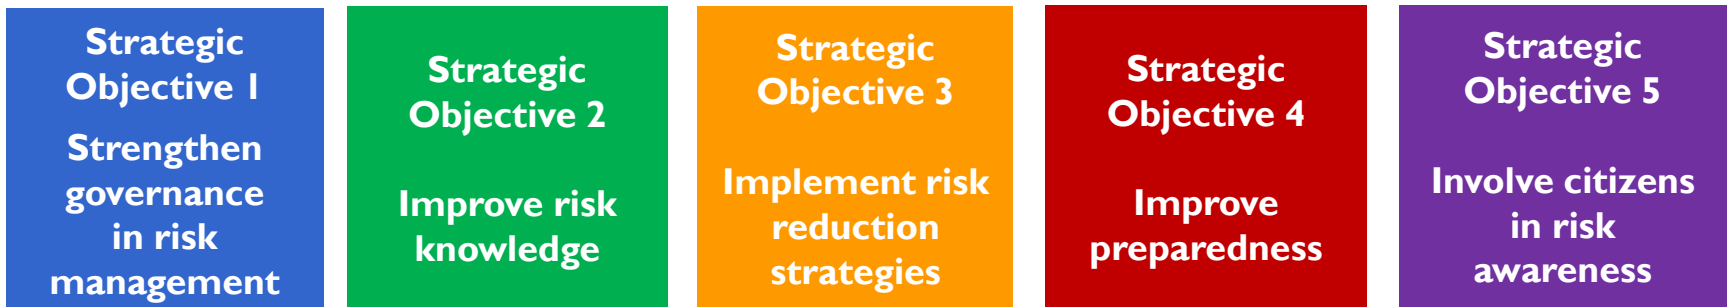 Strategic
Objective 1
Strengthen
governance
in risk
management
Strategic
Objective 2
Improve risk
knowledge
Strategic
Objective 3
Implement risk
reduction
strategies
Strategic
Objective 4
Improve
preparedness
Strategic
Objective 5
Involve citizens
in risk
awareness